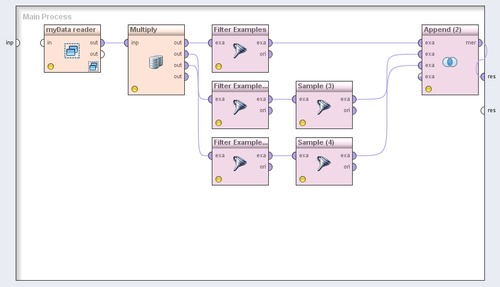 Main Process
inp
myData reader
in
out
out
Multiply
inp
out
out
out
out
Filter Examples
exa
exa
ori
Filter Example...
exa
exa
ori
Sample (3)
exa
exa
ori
Filter Example...
exa
exa
ori
Sample (4)
exa
exa
ori
Append (2)
exa
mer
exa
exa
exa
res
res